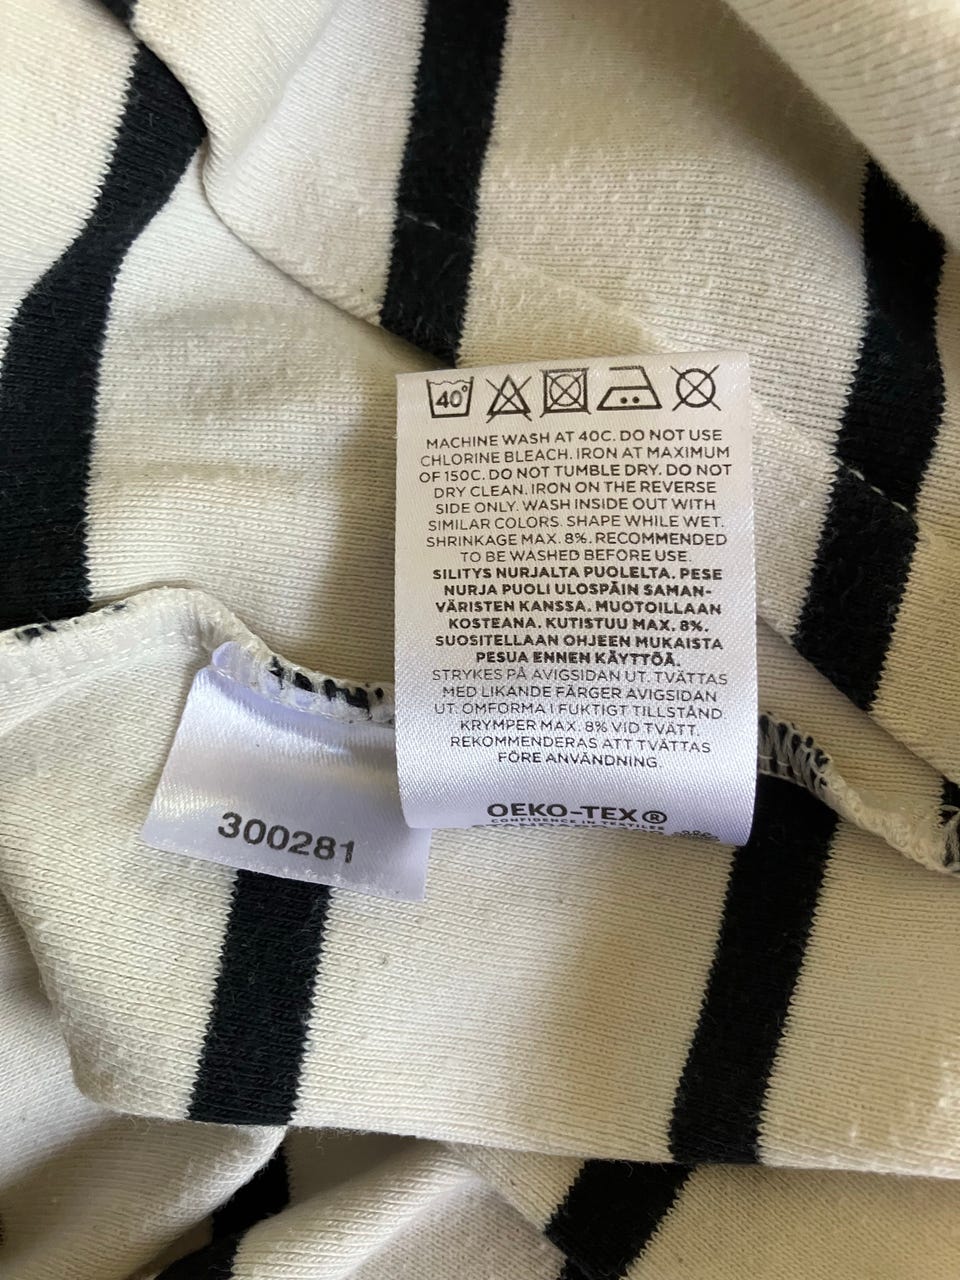 40°
MACHINE WASH AT 40C. DO NOT USE
CHLORINE BLEACH. IRON AT MAXIMUM
OF 150C. DO NOT TUMBLE DRY. DO NOT
DRY CLEAN. IRON ON THE REVERSE
SIDE ONLY. WASH INSIDE OUT WITH
SIMILAR COLORS. SHAPE WHILE WET.
SHRINKAGE MAX. 8%. RECOMMENDED
TO BE WASHED BEFORE USE.
SILITYS NURJALTA PUOLELTA. PESE
NURJA PUOLI ULOSPÄIN SAMAN-
VÄRISTEN KANSSA. MUOTOILLAAN
KOSTEANA. KUTISTUU MAX. 8%.
SUOSITELLAAN OHJEEN MUKAISTA
PESUA ENNEN KÄYTTÖÄ.
STRYKES PÅ AVIGSIDAN UT. TVÄTTAS
MED LIKANDE FÄRGER AVIGSIDAN
UT. OMFORMA I FUKTIGT TILLSTÅND.
KRYMPER MAX. 8% VID TVÄTT.
REKOMMENDERAS ATT TVÄTTAS
FÖRE ANVÄNDNING.
OEKO-TEX®
CONFIDENCE IN TEXTILES
300281